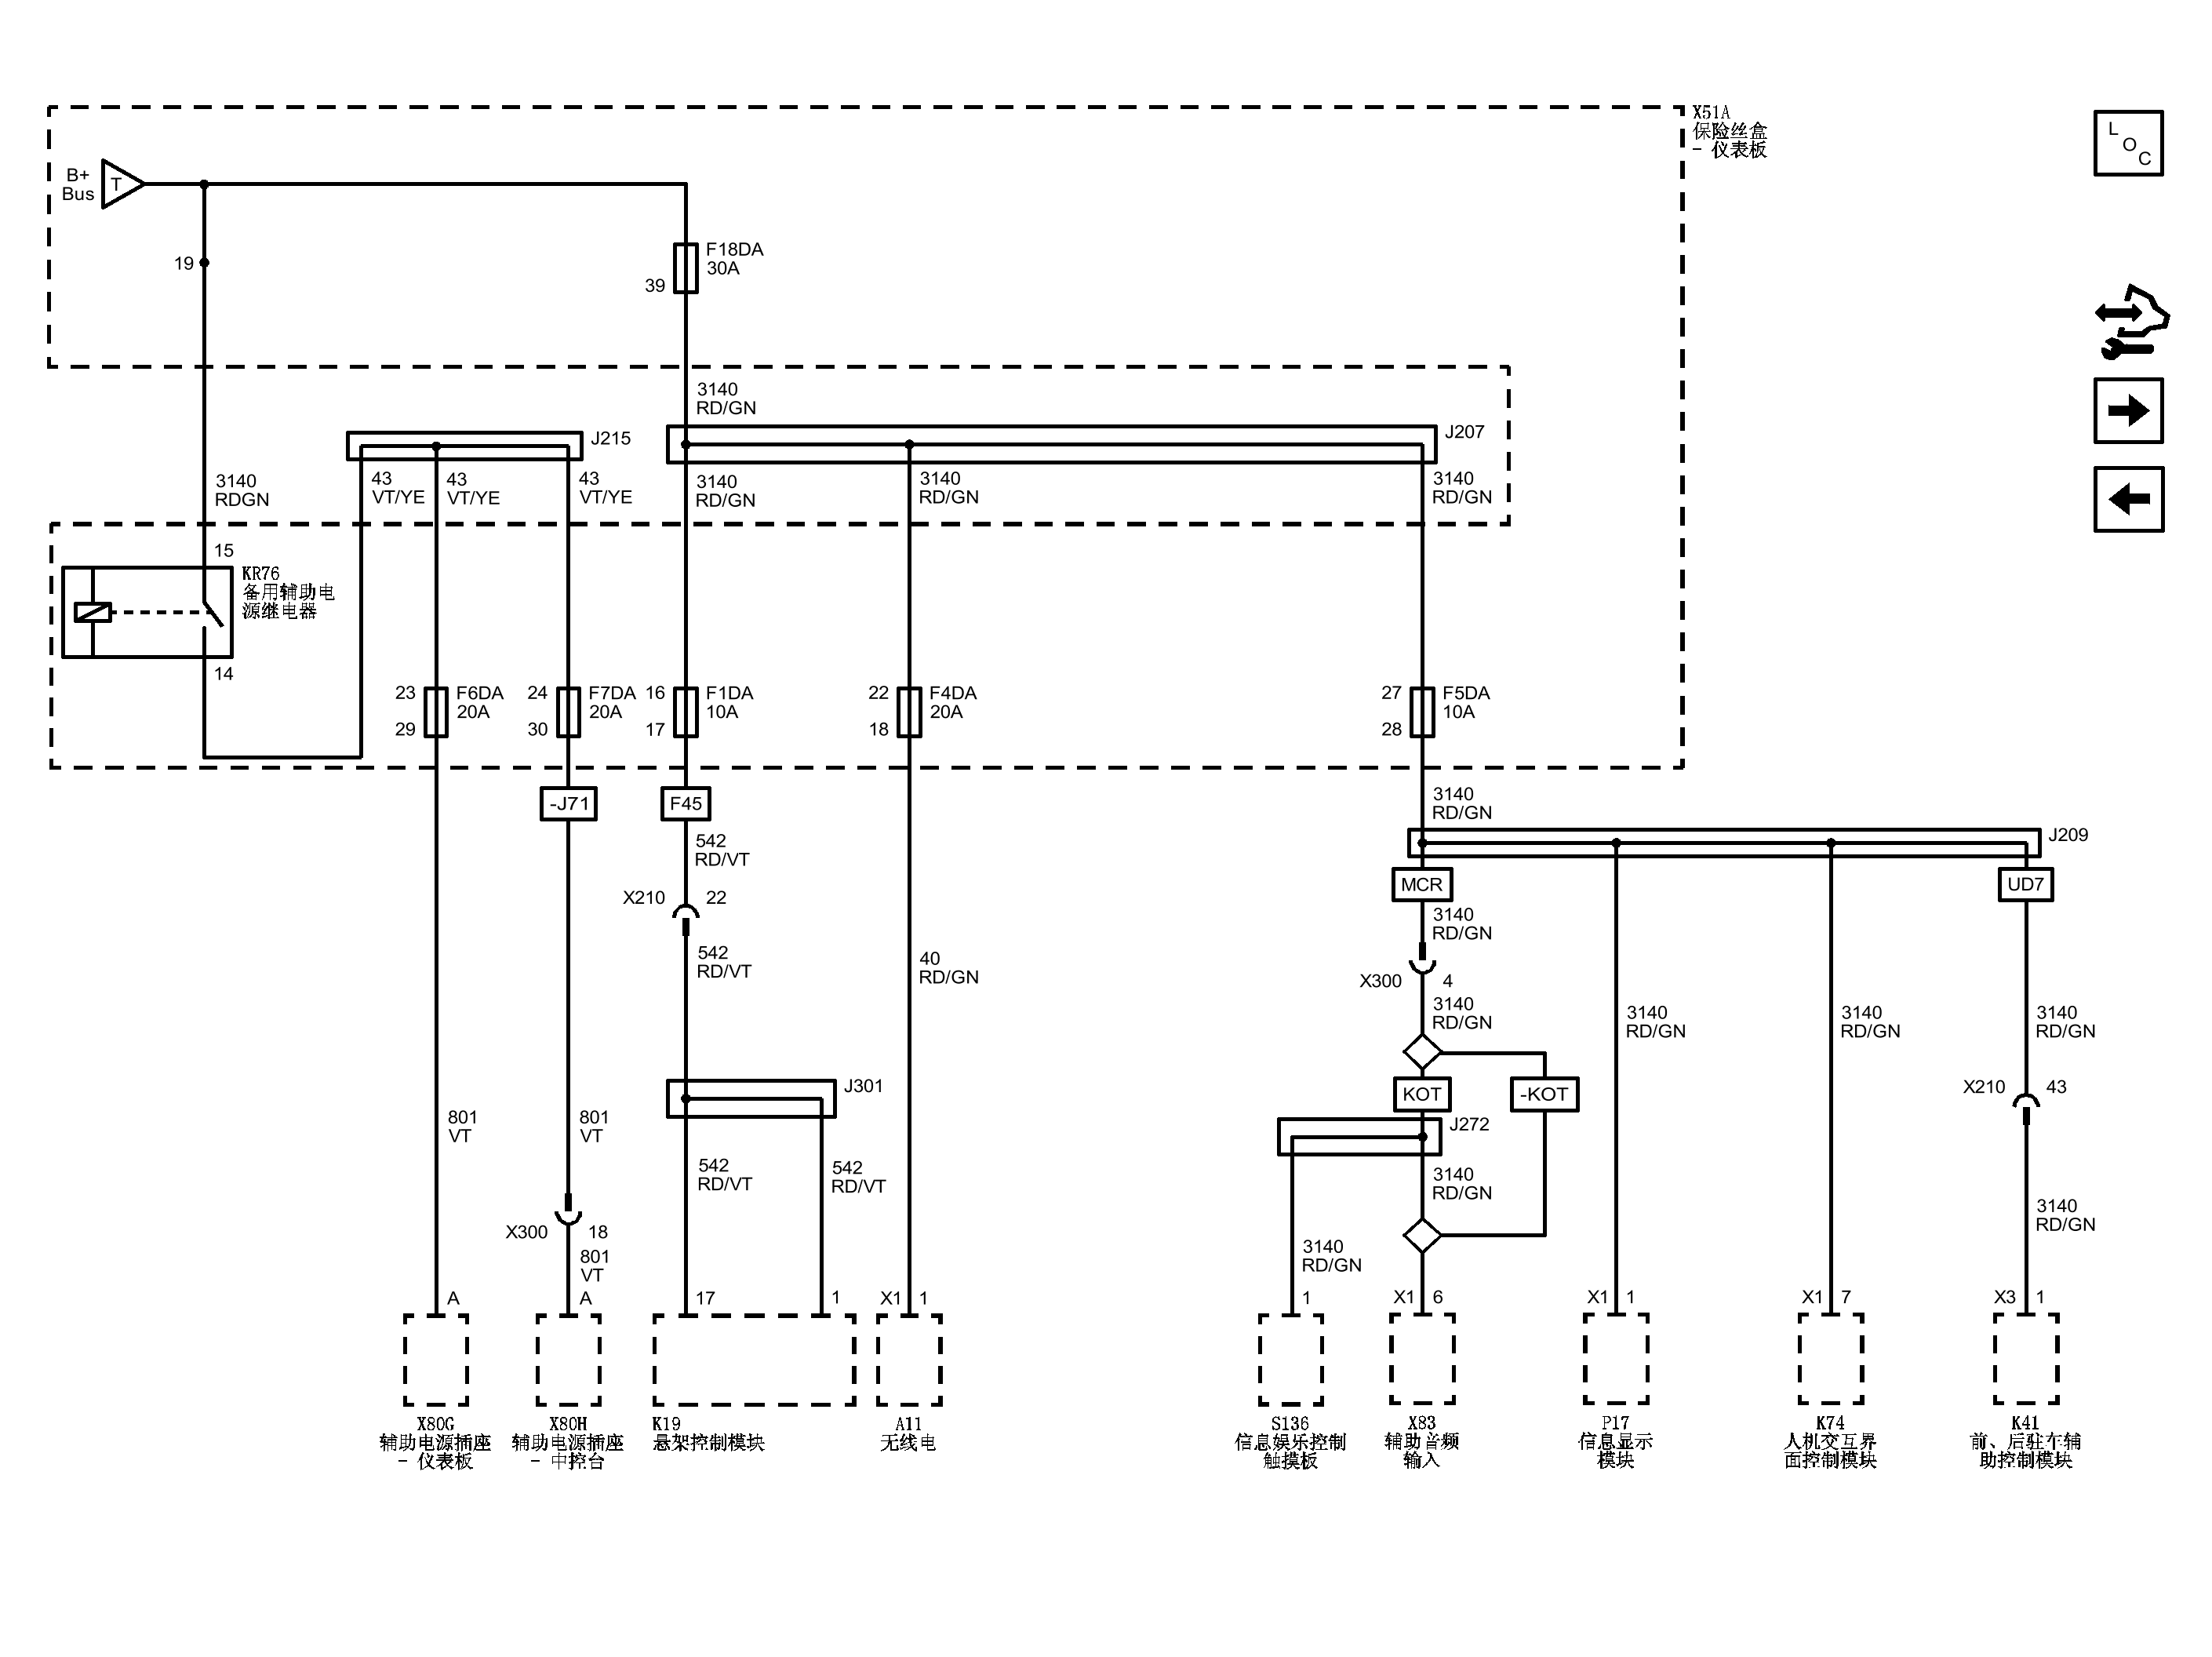 X51A
保险丝盒
- 仪表板
L
O
C
B+
Bus
T
19
F18DA
30A
39
3140
RD/GN
J215
J207
43
VT/YE
43
VT/YE
43
VT/YE
3140
RD/GN
3140
RD/GN
3140
RD/GN
3140
RDGN
15
KR76
备用辅助电
源继电器
14
23
F6DA
20A
29
24
F7DA
20A
30
16
F1DA
10A
17
22
F4DA
20A
18
27
F5DA
10A
28
-J71
F45
3140
RD/GN
J209
542
RD/VT
MCR
UD7
X210
22
3140
RD/GN
542
RD/VT
40
RD/GN
X300
4
3140
RD/GN
3140
RD/GN
3140
RD/GN
3140
RD/GN
J301
KOT
-KOT
X210
43
801
VT
801
VT
J272
542
RD/VT
542
RD/VT
3140
RD/GN
3140
RD/GN
X300
18
801
VT
3140
RD/GN
A
A
17
1
X1
1
1
X1
6
X1
1
X1
7
X3
1
X80G
辅助电源插座
- 仪表板
X80H
辅助电源插座
- 中控台
K19
悬架控制模块
A11
无线电
S136
信息娱乐控制
触摸板
X83
辅助音频
输入
P17
信息显示
模块
K74
人机交互界
面控制模块
K41
前、后驻车辅
助控制模块